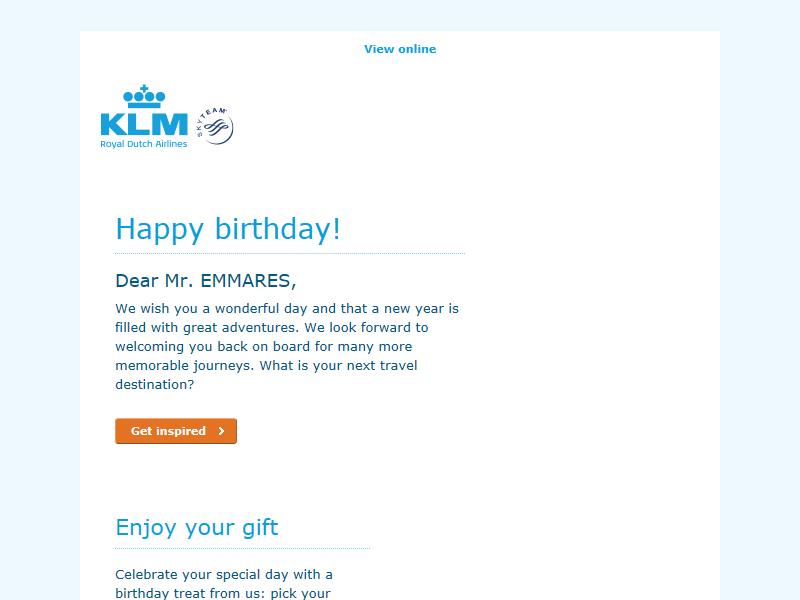 View online
KLM
Royal Dutch Airlines
SKYTEAM
Happy birthday!
Dear Mr. EMMARES,
We wish you a wonderful day and that a new year is
filled with great adventures. We look forward to
welcoming you back on board for many more
memorable journeys. What is your next travel
destination?
Get inspired
Enjoy your gift
Celebrate your special day with a
birthday treat from us: pick your